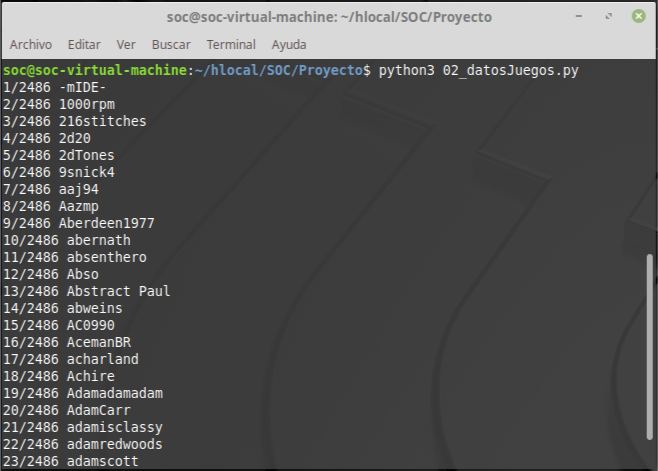 soc@soc-virtual-machine: ~/hlocal/SOC/Proyecto
Archivo Editar Ver Buscar Terminal Ayuda
soc@soc-virtual-machine:~/hlocal/SOC/Proyecto$ python3 02_datosJuegos.py
1/2486 -mIDE-
2/2486 1000rpm
3/2486 216stitches
4/2486 2d20
5/2486 2dTones
6/2486 9snick4
7/2486 aaj94
8/2486 Aazmp
9/2486 Aberdeen1977
10/2486 abernath
11/2486 absenthero
12/2486 Abso
13/2486 Abstract Paul
14/2486 abweins
15/2486 AC0990
16/2486 AcemanBR
17/2486 acharland
18/2486 Achire
19/2486 Adamadamadam
20/2486 AdamCarr
21/2486 adamisclassy
22/2486 adamredwoods
23/2486 adamscott